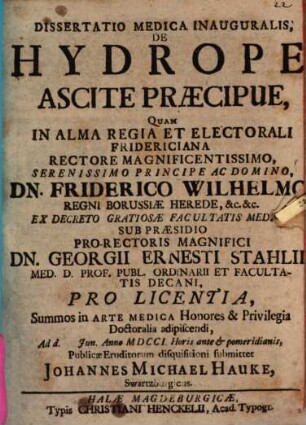 22
DISSERTATIO MEDICA INAUGURALIS,
DE
HYDROPE
ASCITE PRÆCIPUE,
QUAM
IN ALMA REGIA ET ELECTORALI
FRIDERICIANA
RECTORE MAGNIFICENTISSIMO,
SERENISSIMO PRINCIPE AC DOMINO,
DN. FRIDERICO WILHELMO
REGNI BORUSSIÆ HEREDE, &c. &c.
EX DECRETO GRATIOSÆ FACULTATIS MED.
SUB PRÆSIDIO
PRO-RECTORIS MAGNIFICI
DN. GEORGII ERNESTI STAHLII
MED. D. PROF. PUBL. ORDINARII ET FACULTA-
TIS DECANI,
PRO LICENTIA,
Summos in ARTE MEDICA Honores & Privilegia
Doctoralia adipiscendi,
Ad d. Jun. Anno MDCCI. Horis ante & pomeridianis,
Publicæ Eruditorum disquisitioni submittet
JOHANNES MICHAEL HAUKE,
Swartzburgicus.
HALÆ MAGDEBURGICÆ,
Typis CHRISTIANI HENCKELII, Acad. Typogr.